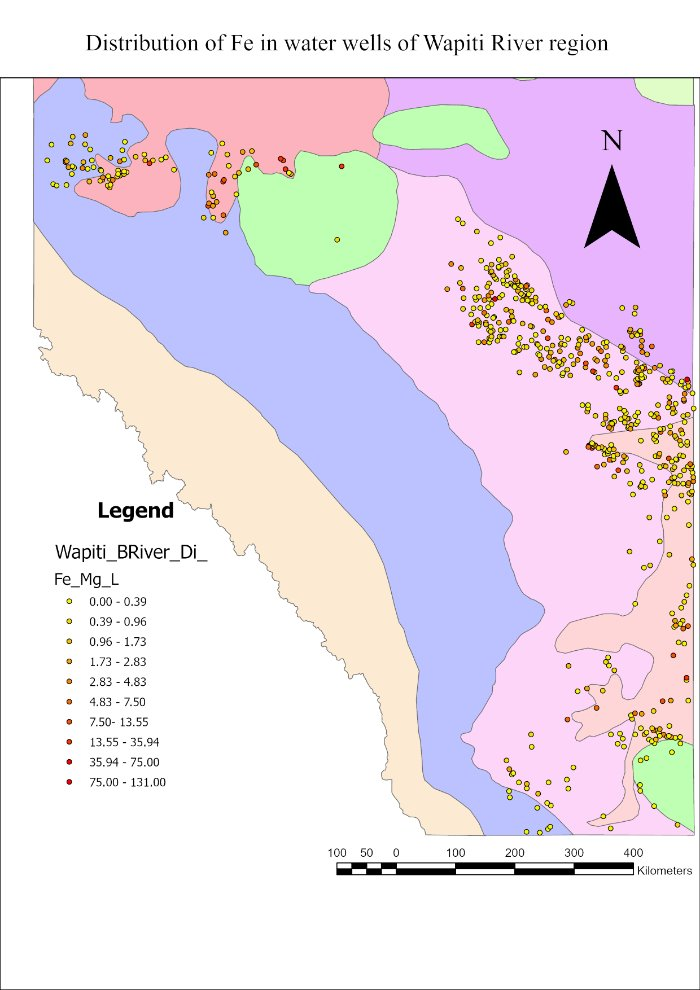 Distribution of Fe in water wells of Wapiti River region
N
Legend
Wapiti_BRiver_Di_
Fe_Mg_L
0.00 - 0.39
0.39 - 0.96
0.96 - 1.73
1.73 - 2.83
2.83 - 4.83
4.83 - 7.50
7.50- 13.55
13.55 - 35.94
35.94 - 75.00
75.00 - 131.00
100 50 0 100 200 300 400
Kilometers